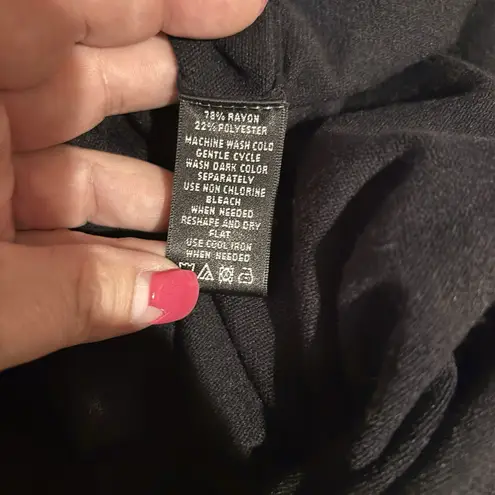 78% RAYON
22% POLYESTER
MACHINE WASH COLD
GENTLE CYCLE
WASH DARK COLOR
SEPARATELY
USE NON CHLORINE
BLEACH
WHEN NEEDED
RESHAPE AND DRY
FLAT
USE COOL IRON
WHEN NEEDED